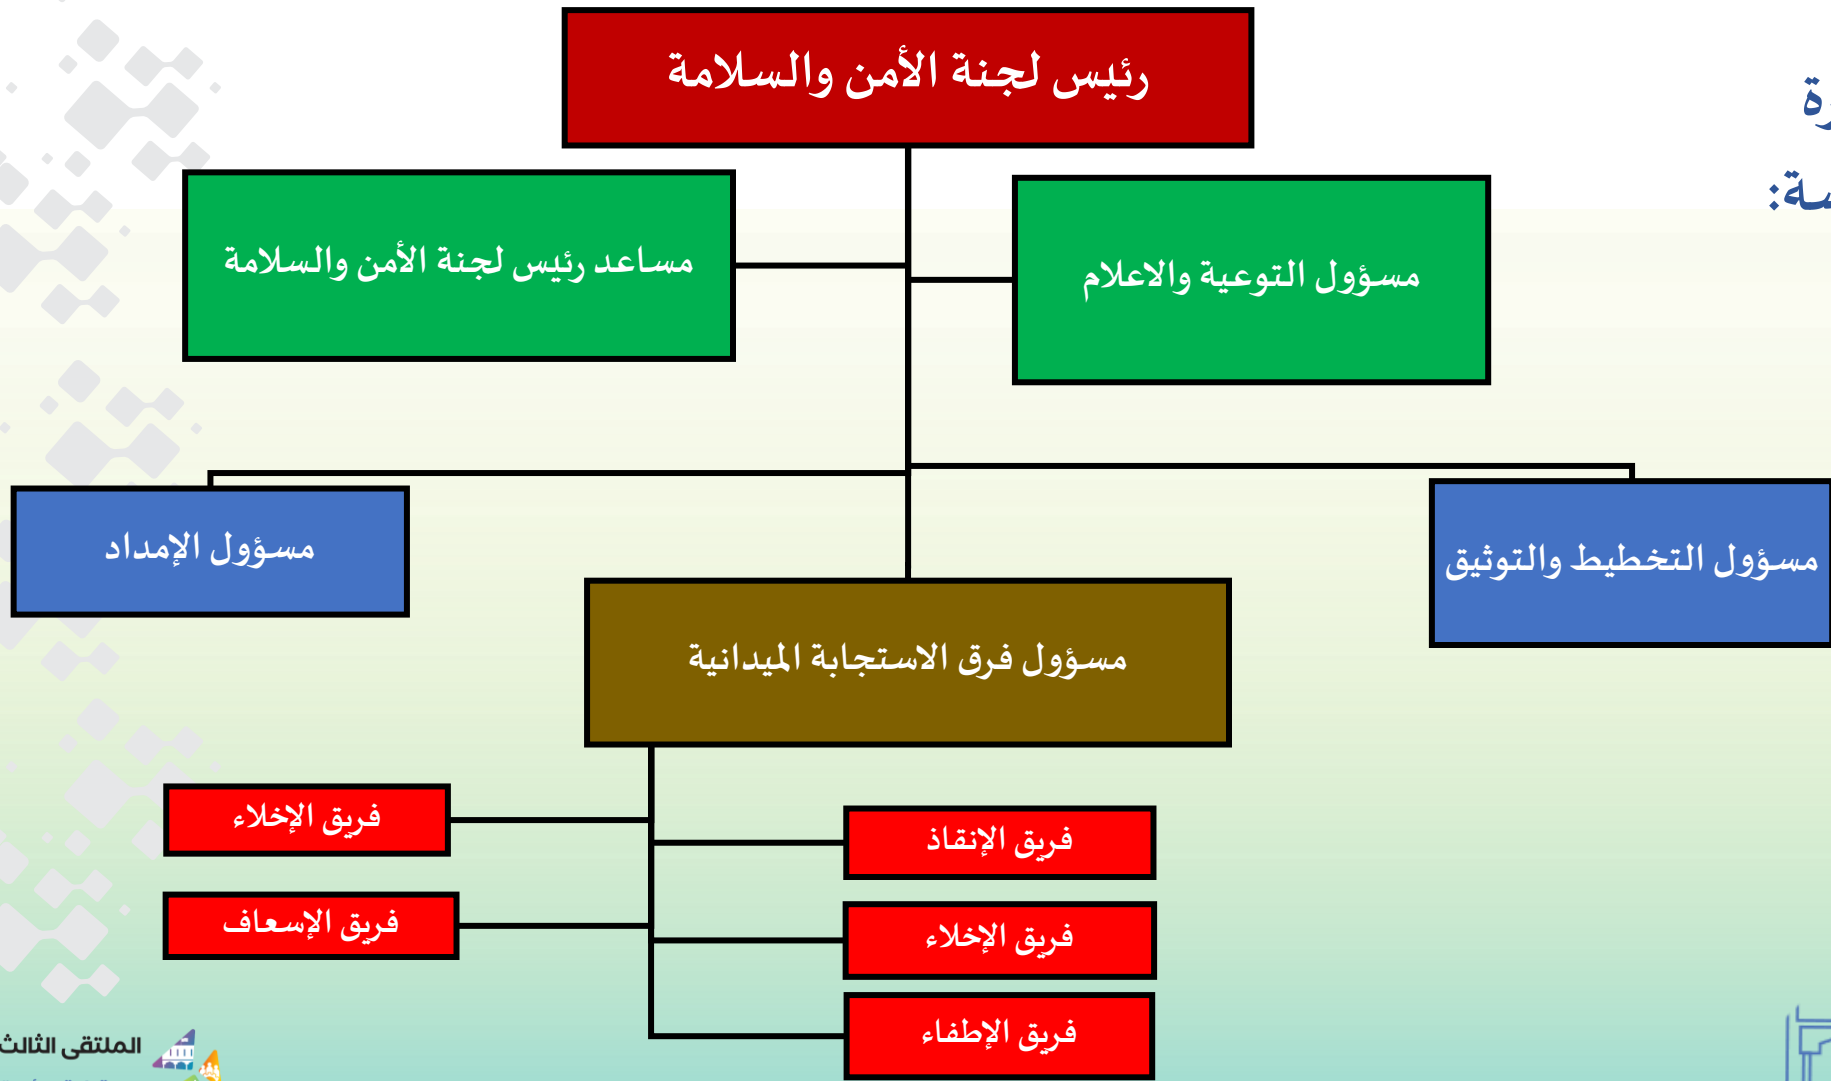 رئيس لجنة الأمن والسلامة
مسؤول التوعية والاعلام
مساعد رئيس لجنة الأمن والسلامة
مسؤول التخطيط والتوثيق
مسؤول الإمداد
مسؤول فرق الاستجابة الميدانية
فريق الإنقاذ
فريق الإخلاء
فريق الإخلاء
فريق الإسعاف
فريق الإطفاء
الملتقى الثالث